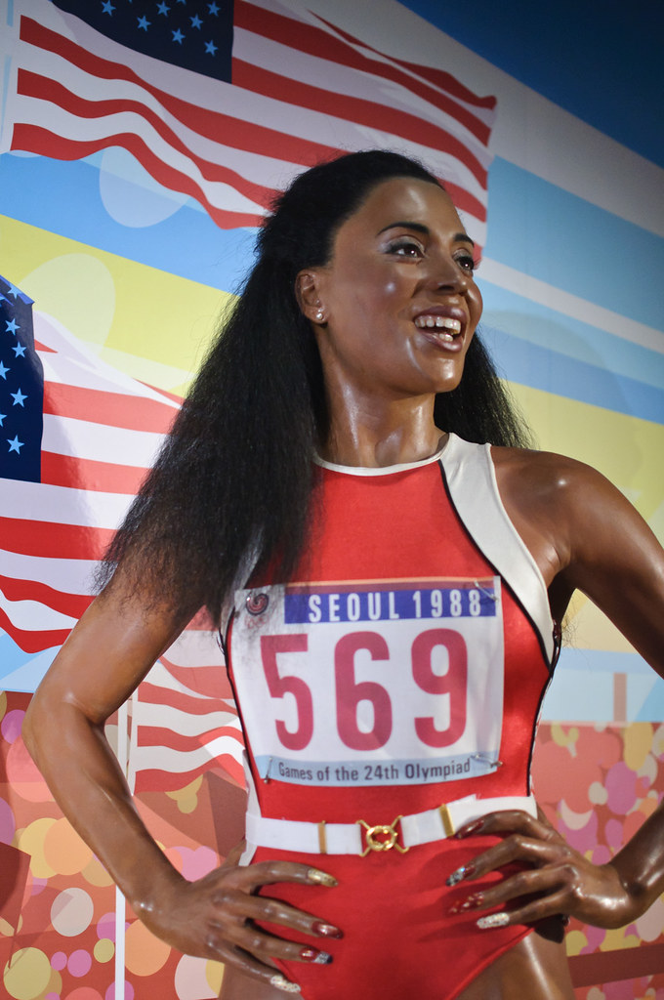 SEOUL 1988
569
Games of the 24th Olympiad